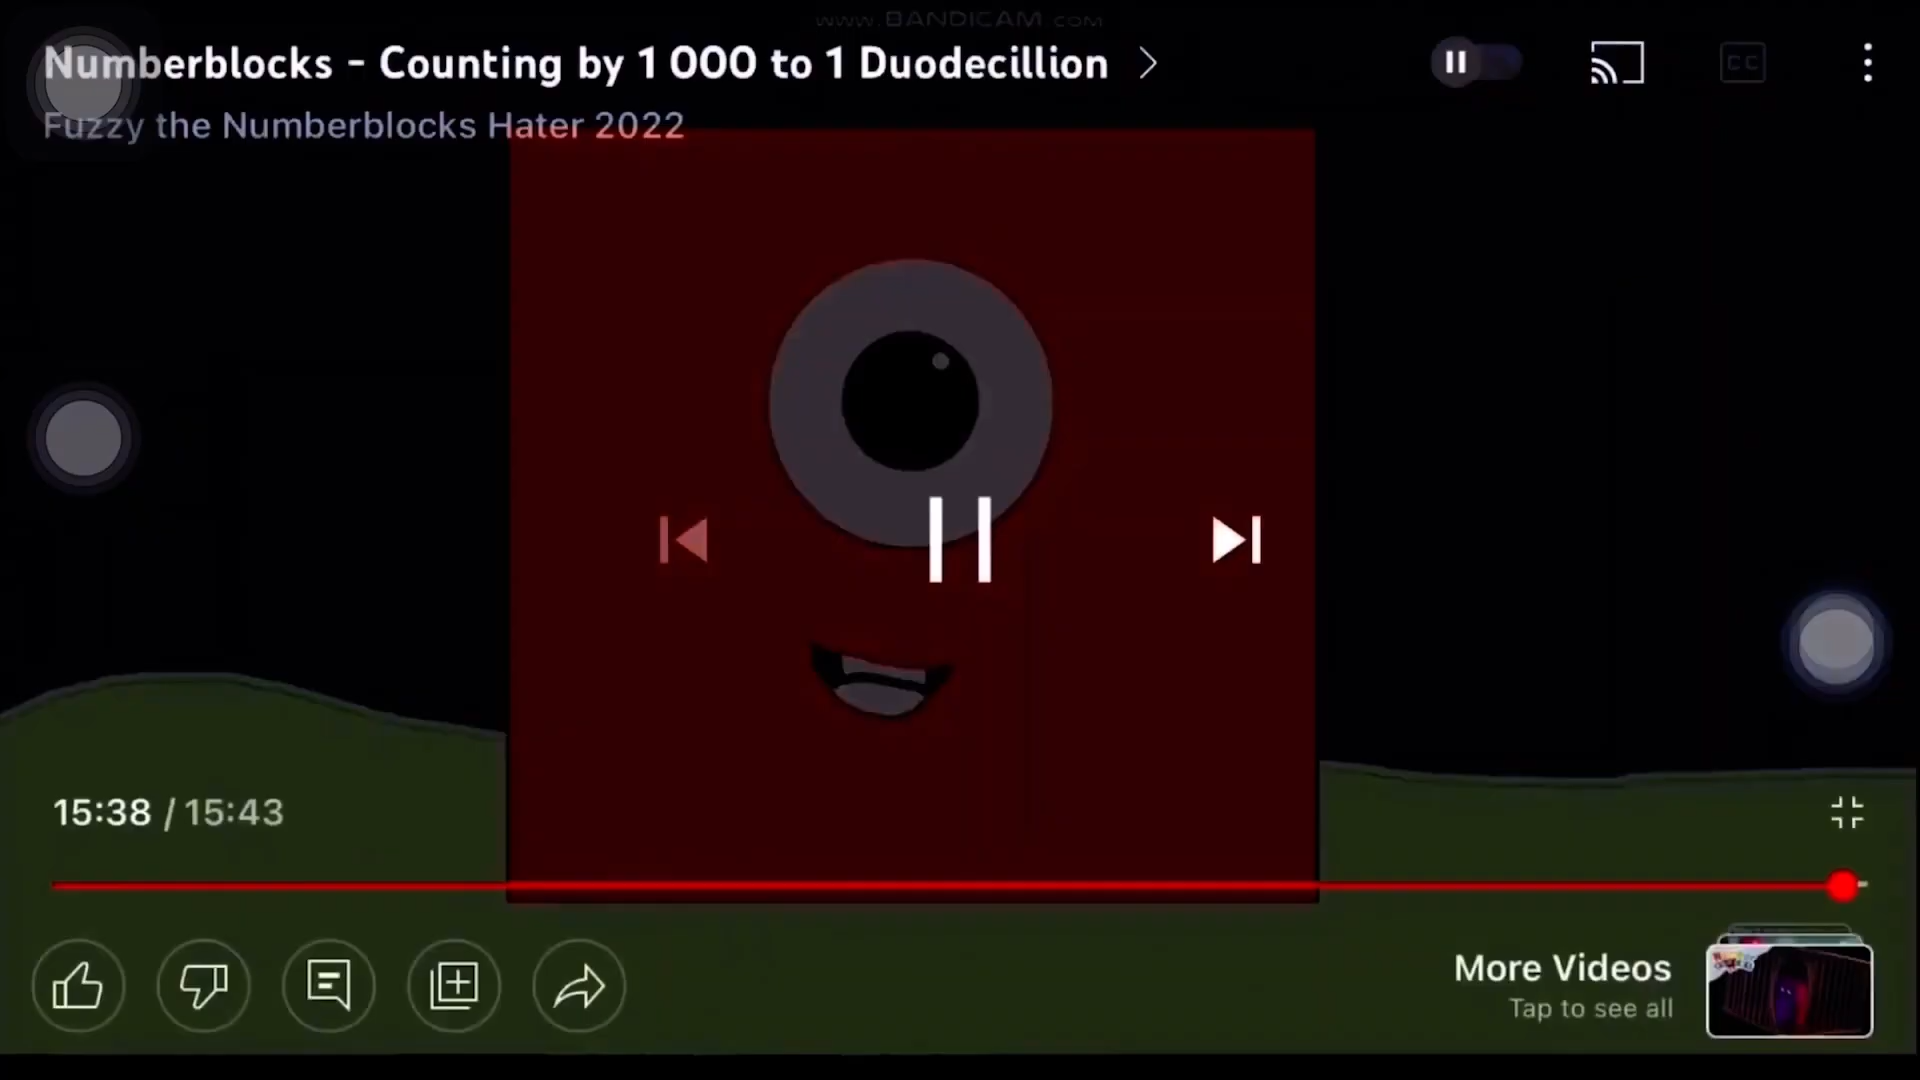 www.BANDICAM.com
Numberblocks - Counting by 1 000 to 1 Duodecillion
CC
Fuzzy the Numberblocks Hater 2022
15:38 / 15:43
More Videos
Tap to see all